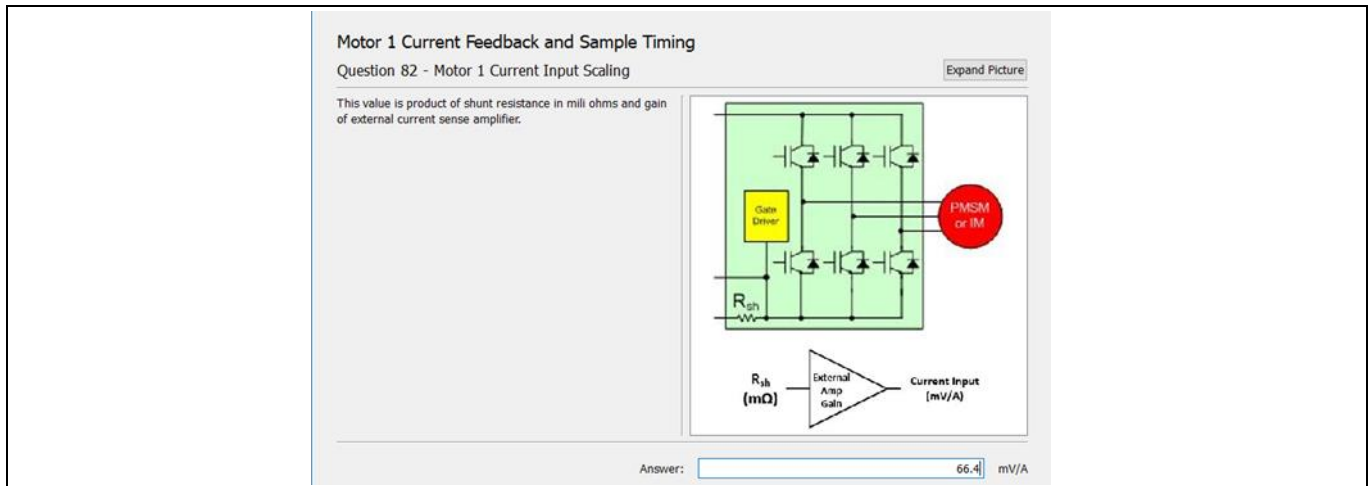 Motor 1 Current Feedback and Sample Timing
Question 82 - Motor 1 Current Input Scaling
Expand Picture
This value is product of shunt resistance in mili ohms and gain
of external current sense amplifier.
Gate
Driver
PMSM
or IM
Rsh
Rsh
(mΩ)
External
Amp
Gain
Current Input
(mV/A)
Answer:
66.4
mV/A